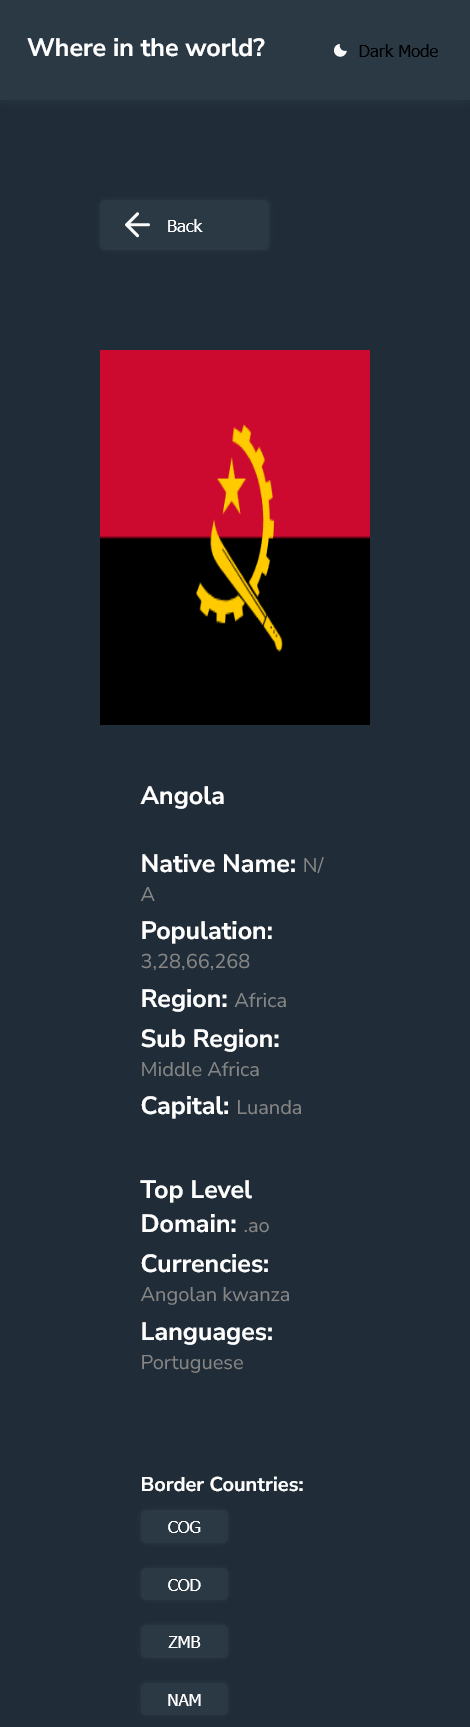 Where in the world?
Dark Mode
Back
Angola
Native Name: N/
A
Population:
3,28,66,268
Region: Africa
Sub Region:
Middle Africa
Capital: Luanda
Top Level
Domain: .ao
Currencies:
Angolan kwanza
Languages:
Portuguese
Border Countries:
COG
COD
ZMB
NAM